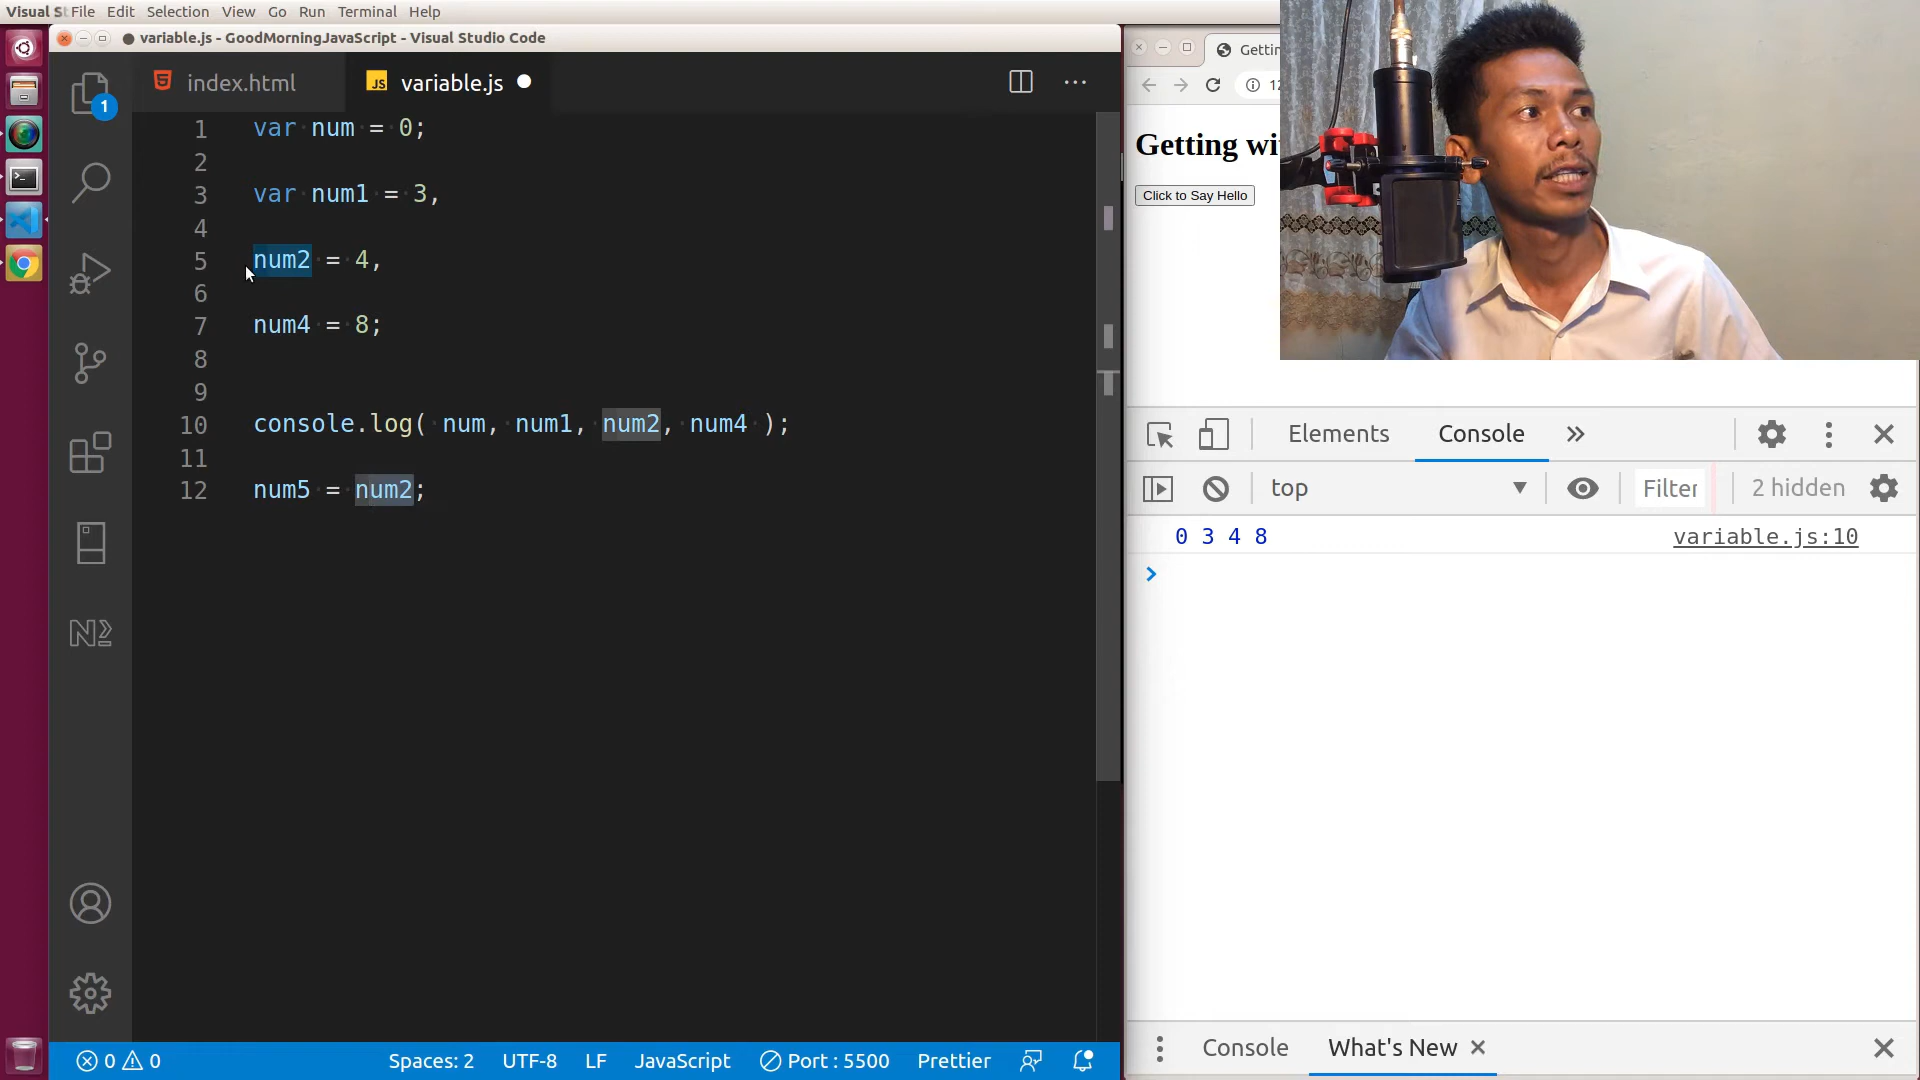 Visual St File Edit Selection View Go Run Terminal Help
variable.js - GoodMorningJavaScript - Visual Studio Code
index.html
JS variable.js
1 var num = 0;
2
3 var num1 = 3,
4
5 num2 = 4,
6
7 num4 = 8;
8
9
10 console.log( num, num1, num2, num4 );
11
12 num5 = num2;
1
0 0 Spaces: 2 UTF-8 LF JavaScript Port : 5500 Prettier
Getti
12
Getting wi
Click to Say Hello
Elements Console
top Filter 2 hidden
0 3 4 8 variable.js:10
Console What's New